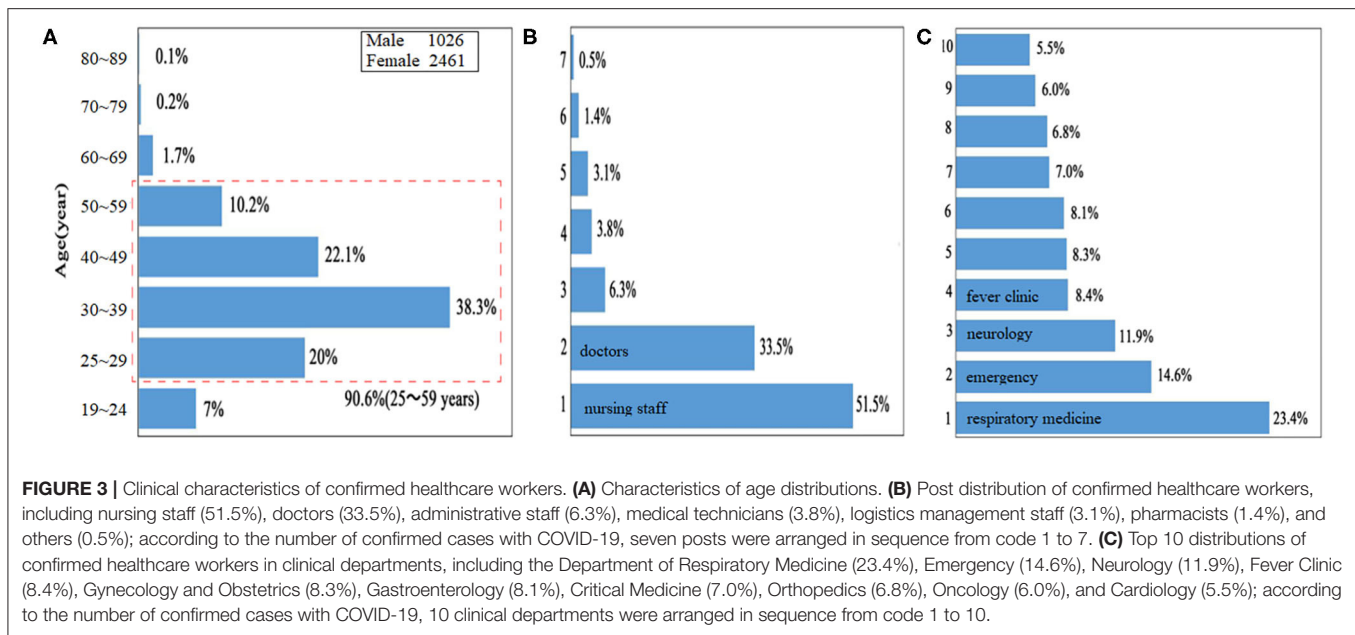 A
Male 1026
Female 2461
Age(year)
80~89 0.1%
70~79 0.2%
60~69 1.7%
50~59 10.2%
40~49 22.1%
30~39 38.3%
25~29 20%
90.6%(25~59 years)
19~24 7%
B
7 0.5%
6 1.4%
5 3.1%
4 3.8%
3 6.3%
2 doctors 33.5%
1 nursing staff 51.5%
C
10 5.5%
9 6.0%
8 6.8%
7 7.0%
6 8.1%
5 8.3%
4 fever clinic 8.4%
3 neurology 11.9%
2 emergency 14.6%
1 respiratory medicine 23.4%
FIGURE 3 | Clinical characteristics of confirmed healthcare workers. (A) Characteristics of age distributions. (B) Post distribution of confirmed healthcare workers,
including nursing staff (51.5%), doctors (33.5%), administrative staff (6.3%), medical technicians (3.8%), logistics management staff (3.1%), pharmacists (1.4%), and
others (0.5%); according to the number of confirmed cases with COVID-19, seven posts were arranged in sequence from code 1 to 7. (C) Top 10 distributions of
confirmed healthcare workers in clinical departments, including the Department of Respiratory Medicine (23.4%), Emergency (14.6%), Neurology (11.9%), Fever Clinic
(8.4%), Gynecology and Obstetrics (8.3%), Gastroenterology (8.1%), Critical Medicine (7.0%), Orthopedics (6.8%), Oncology (6.0%), and Cardiology (5.5%); according
to the number of confirmed cases with COVID-19, 10 clinical departments were arranged in sequence from code 1 to 10.